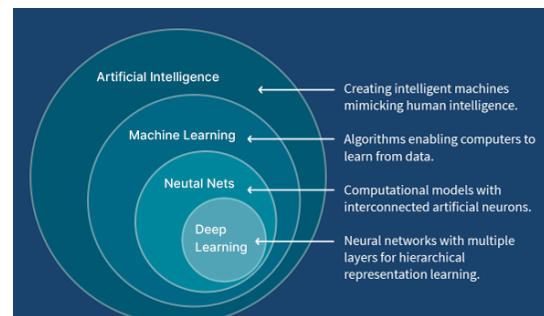 Artificial Intelligence
Creating intelligent machines
mimicking human intelligence.
Machine Learning
Algorithms enabling computers to
learn from data.
Neutal Nets
Computational models with
interconnected artificial neurons.
Deep
Learning
Neural networks with multiple
layers for hierarchical
representation learning.